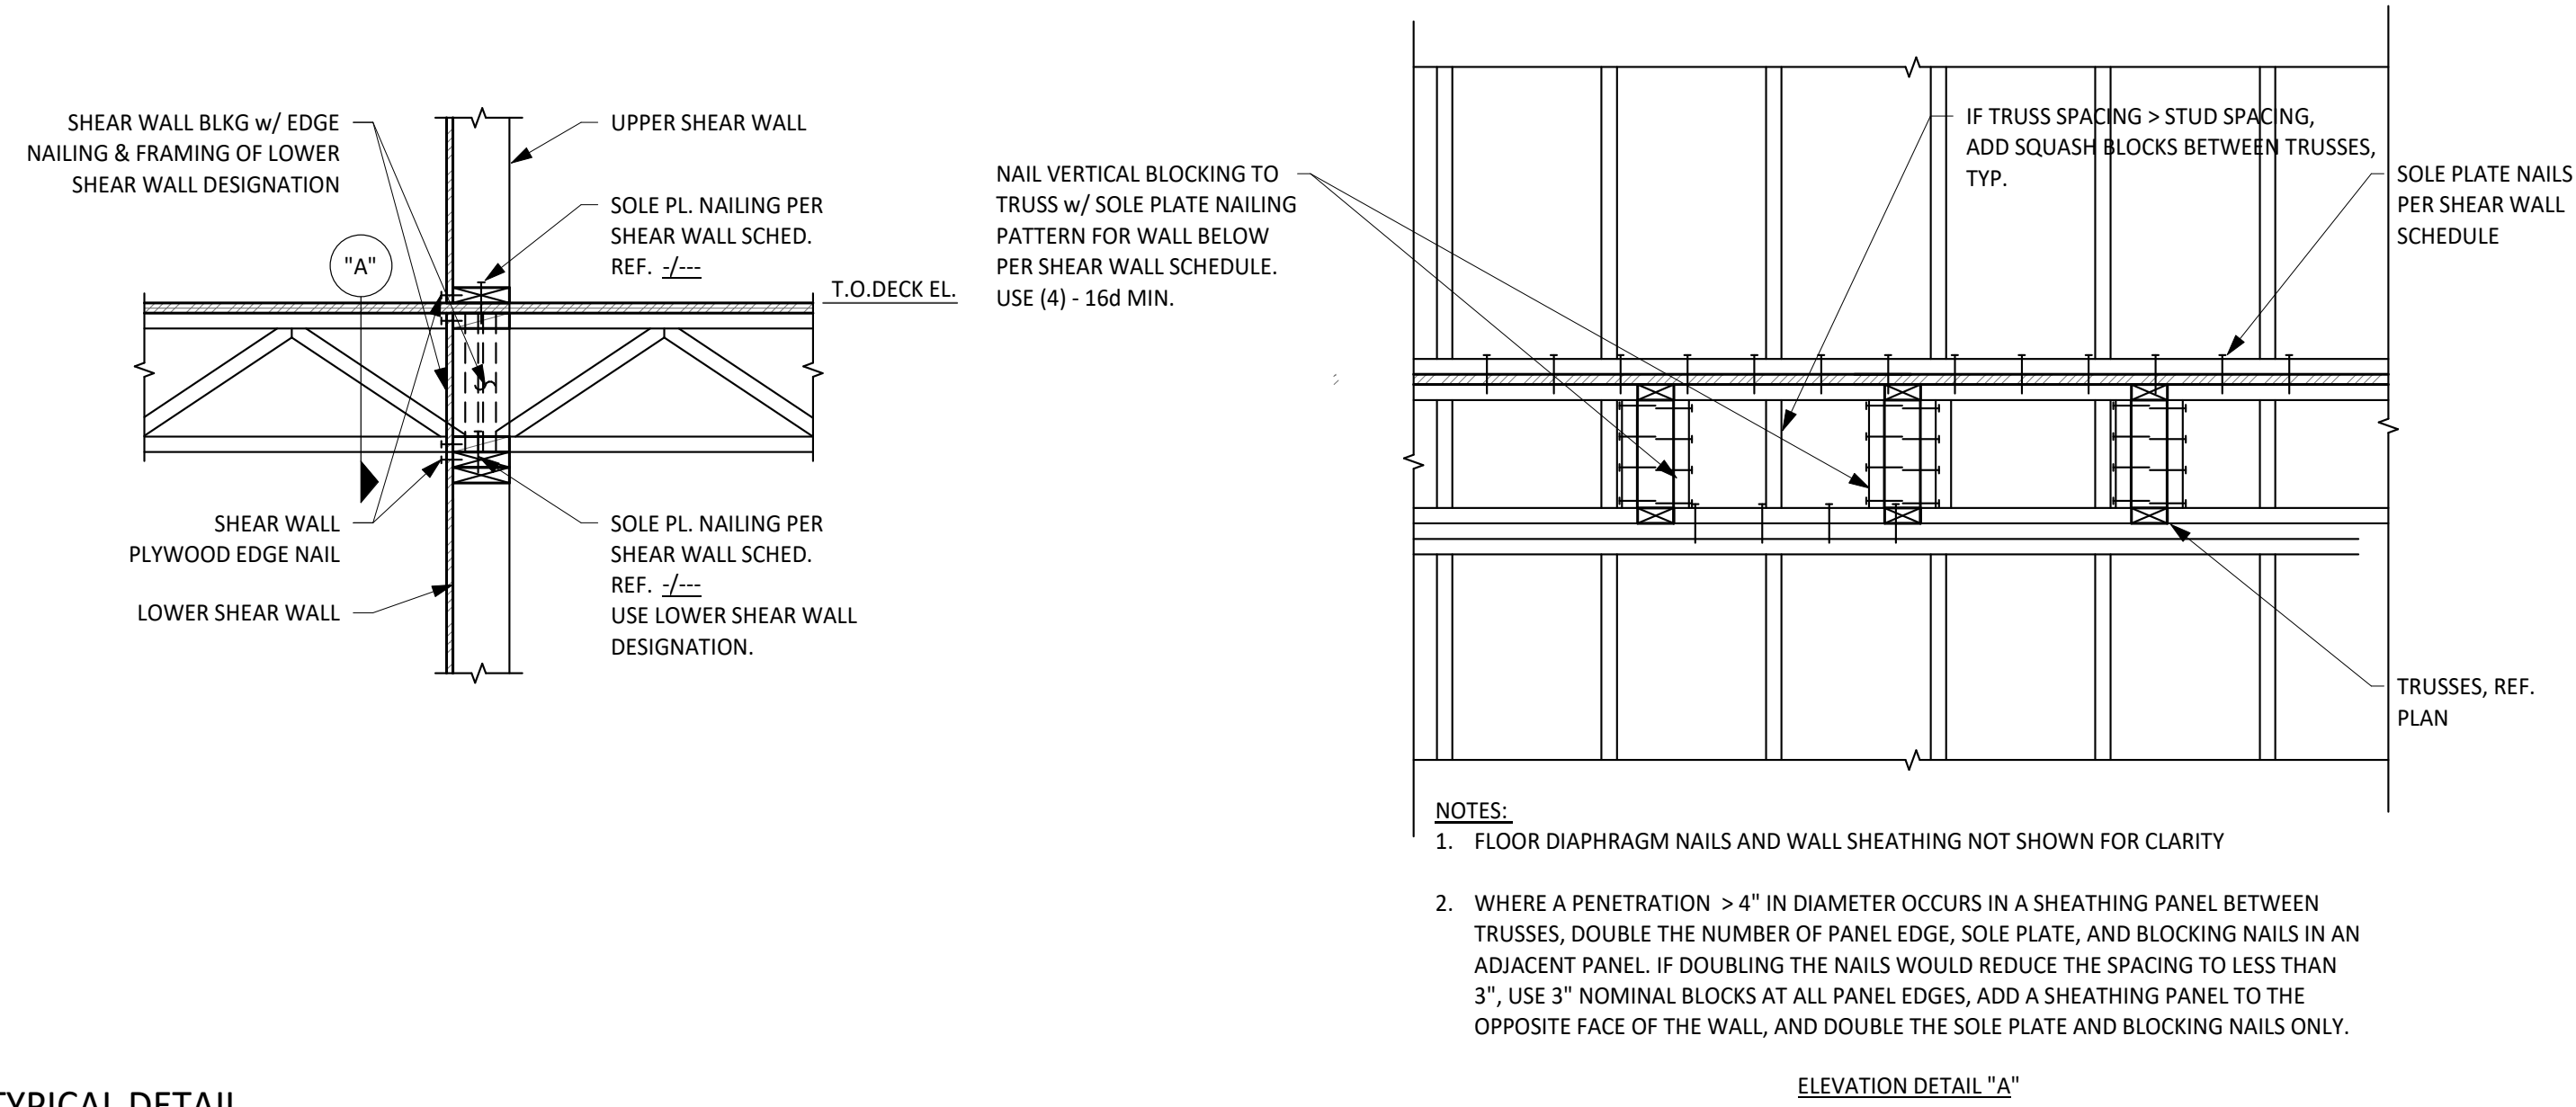 SHEAR WALL BLKG w/ EDGE
NAILING & FRAMING OF LOWER
SHEAR WALL DESIGNATION
"A"
SHEAR WALL
PLYWOOD EDGE NAIL
LOWER SHEAR WALL
UPPER SHEAR WALL
SOLE PL. NAILING PER
SHEAR WALL SCHED.
REF. -/---
T.O.DECK EL.
SOLE PL. NAILING PER
SHEAR WALL SCHED.
REF. -/---
USE LOWER SHEAR WALL
DESIGNATION.
NAIL VERTICAL BLOCKING TO
TRUSS w/ SOLE PLATE NAILING
PATTERN FOR WALL BELOW
PER SHEAR WALL SCHEDULE.
USE (4) - 16d MIN.
IF TRUSS SPACING > STUD SPACING,
ADD SQUASH BLOCKS BETWEEN TRUSSES,
TYP.
SOLE PLATE NAILS
PER SHEAR WALL
SCHEDULE
TRUSSES, REF.
PLAN
NOTES:
1. FLOOR DIAPHRAGM NAILS AND WALL SHEATHING NOT SHOWN FOR CLARITY
2. WHERE A PENETRATION > 4" IN DIAMETER OCCURS IN A SHEATHING PANEL BETWEEN
TRUSSES, DOUBLE THE NUMBER OF PANEL EDGE, SOLE PLATE, AND BLOCKING NAILS IN AN
ADJACENT PANEL. IF DOUBLING THE NAILS WOULD REDUCE THE SPACING TO LESS THAN
3", USE 3" NOMINAL BLOCKS AT ALL PANEL EDGES, ADD A SHEATHING PANEL TO THE
OPPOSITE FACE OF THE WALL, AND DOUBLE THE SOLE PLATE AND BLOCKING NAILS ONLY.
ELEVATION DETAIL "A"
TYPICAL DETAIL